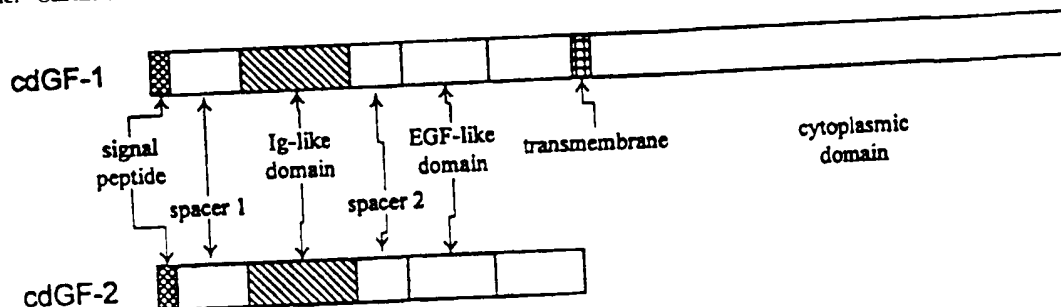 cdGF-1
signal
peptide
spacer 1
Ig-like
domain
spacer 2
EGF-like
domain
transmembrane
cytoplasmic
domain
cdGF-2